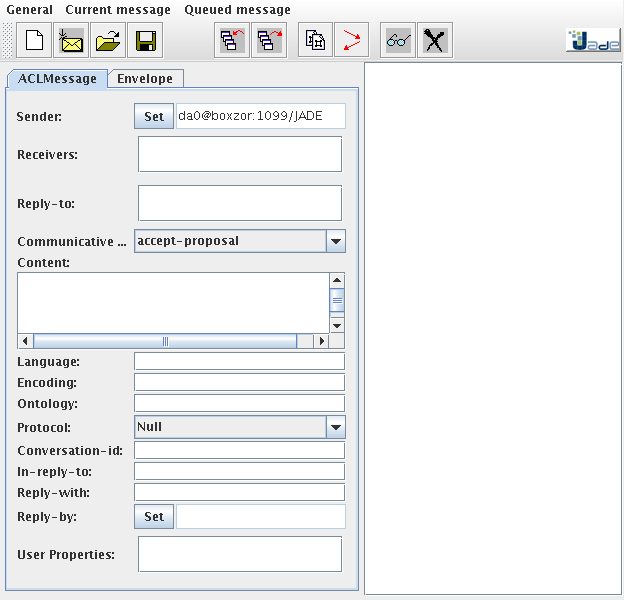 General Current message Queued message
Jade
ACLMessage Envelope
Sender: Set da0@boxzor:1099/JADE
Receivers:
Reply-to:
Communicative ... accept-proposal
Content:
Language:
Encoding:
Ontology:
Protocol: Null
Conversation-id:
In-reply-to:
Reply-with:
Reply-by: Set
User Properties: